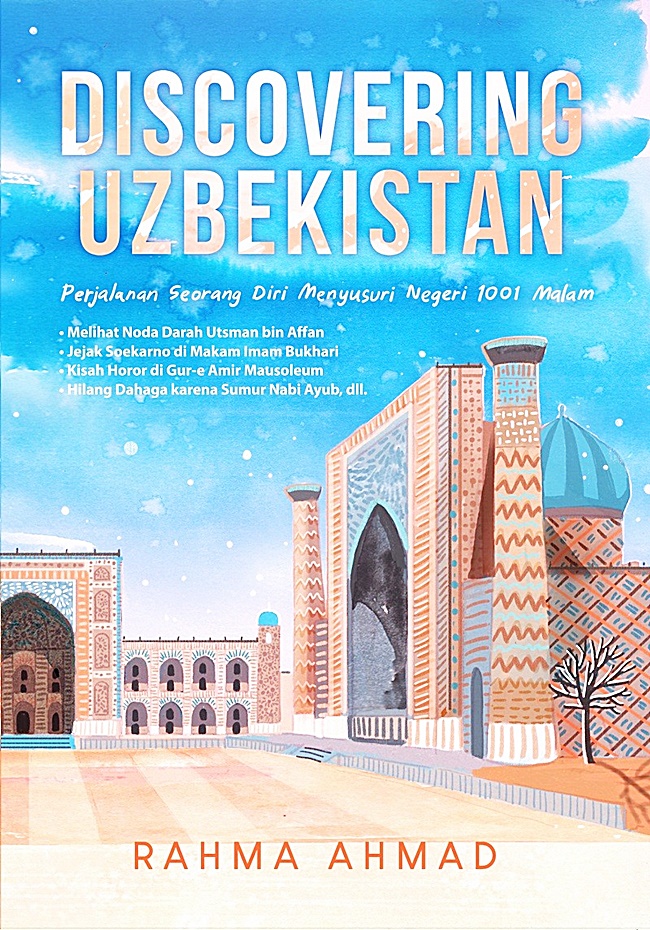 DISCOVERING
UZBEKISTAN
Perjalanan Seorang Diri Menyusuri Negeri 1001 Malam
• Melihat Noda Darah Utsman bin Affan
• Jejak Soekarno di Makam Imam Bukhari
• Kisah Horor di Gur-e Amir Mausoleum
• Hilang Dahaga karena Sumur Nabi Ayub, dll.
RAHMA AHMAD